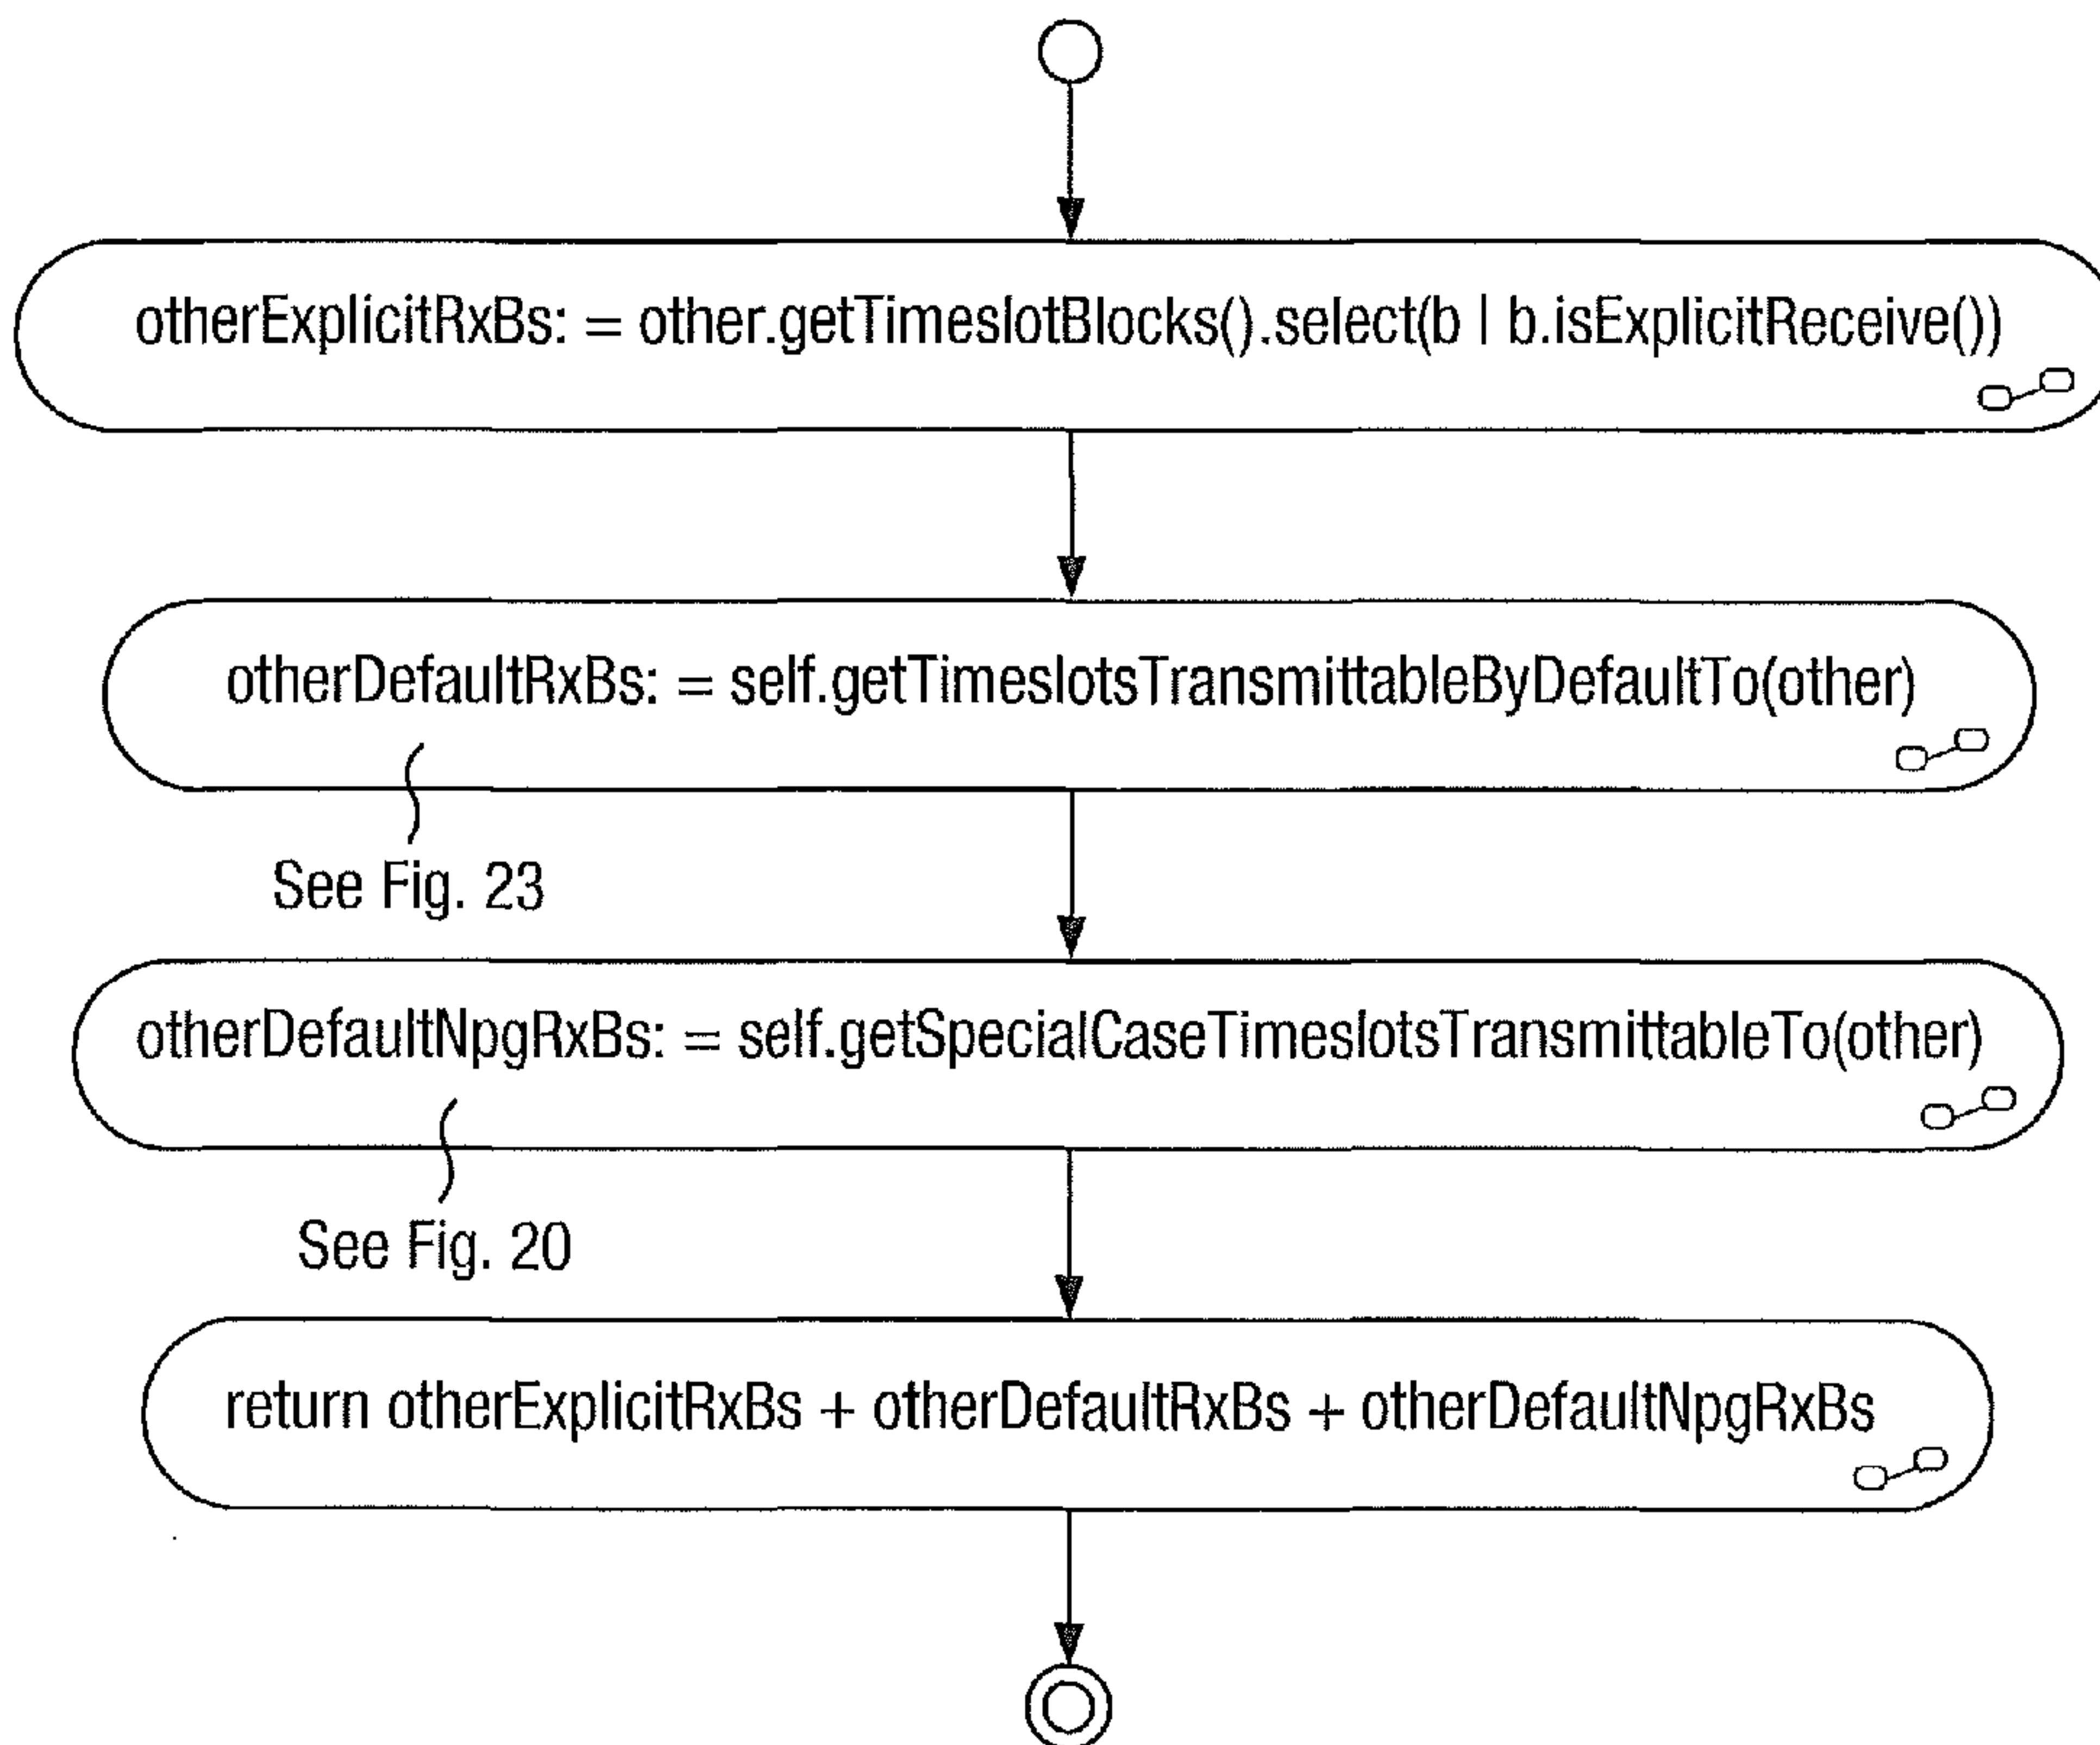 otherExplicitRxBs: = other.getTimeslotBlocks().select(b | b.isExplicitReceive())
otherDefaultRxBs: = self.getTimeslotsTransmittableByDefaultTo(other)
See Fig. 23
otherDefaultNpgRxBs: = self.getSpecialCaseTimeslotsTransmittableTo(other)
See Fig. 20
return otherExplicitRxBs + otherDefaultRxBs + otherDefaultNpgRxBs